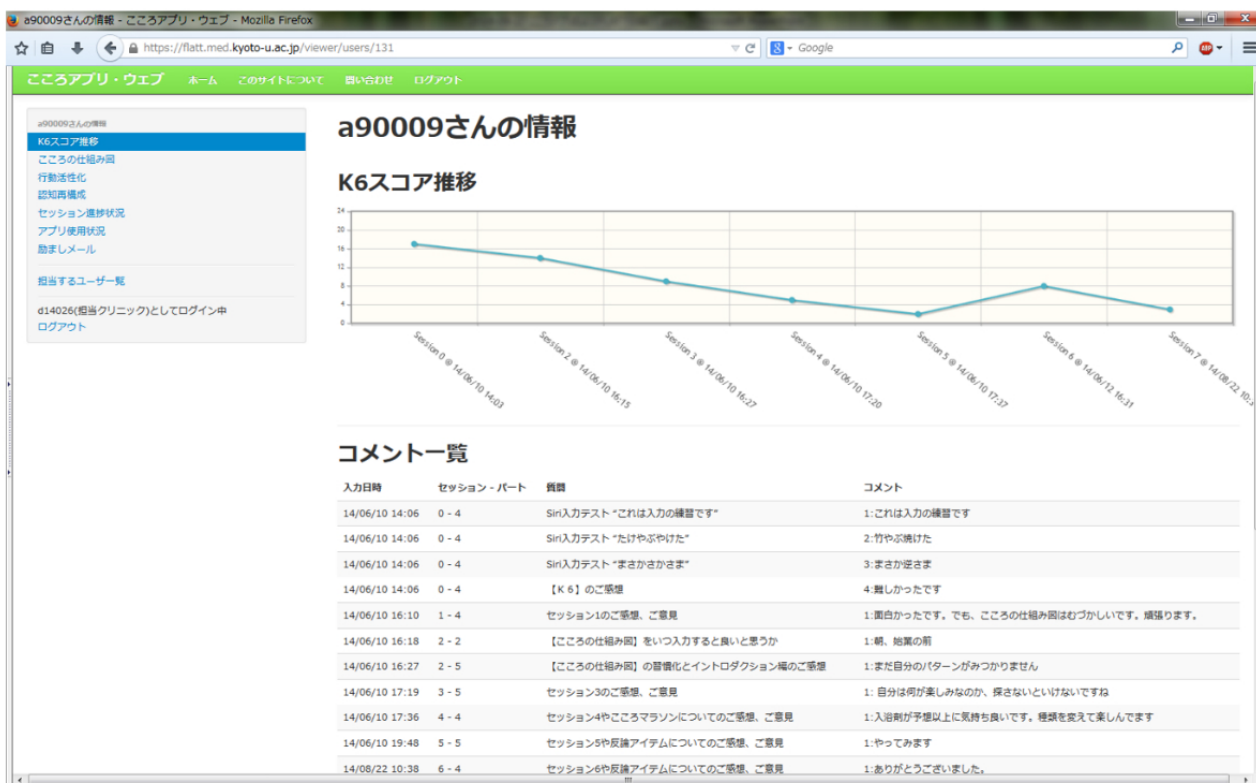 a90009さんの情報 - こころアプリ・ウェブ - Mozilla Firefox
https://flatt.med.kyoto-u.ac.jp/viewer/users/131
Google
こころアプリ・ウェブ ホーム このサイトについて 問い合わせ ログアウト
a90009さんの情報
K6スコア推移
こころの仕組み図
行動活性化
認知再構成
セッション進捗状況
アプリ使用状況
励ましメール
担当するユーザー一覧
d14026(担当クリニック)としてログイン中
ログアウト
a90009さんの情報
K6スコア推移
24
20
16
12
8
4
0
Session 0 @ 14/06/10 14:03
Session 2 @ 14/06/10 16:15
Session 3 @ 14/06/10 16:27
Session 4 @ 14/06/10 17:20
Session 5 @ 14/06/10 17:37
Session 6 @ 14/06/12 16:31
Session 7 @ 14/08/22 10:3
コメント一覧
入力日時 セッション - パート 質問 コメント
14/06/10 14:06 0 - 4 Siri入力テスト “これは入力の練習です” 1:これは入力の練習です
14/06/10 14:06 0 - 4 Siri入力テスト “たけやぶやけた” 2:竹やぶ焼けた
14/06/10 14:06 0 - 4 Siri入力テスト “まさかさかさま” 3:まさか逆さま
14/06/10 14:06 0 - 4 【K 6】のご感想 4:難しかったです
14/06/10 16:10 1 - 4 セッション1のご感想、ご意見 1:面白かったです。でも、こころの仕組み図はむづかしいです。頑張ります。
14/06/10 16:18 2 - 2 【こころの仕組み図】をいつ入力すると良いと思うか 1:朝、始業の前
14/06/10 16:27 2 - 5 【こころの仕組み図】の習慣化とイントロダクション編のご感想 1:まだ自分のパターンがみつかりません
14/06/10 17:19 3 - 5 セッション3のご感想、ご意見 1: 自分は何が楽しみなのか、探さないといけないですね
14/06/10 17:36 4 - 4 セッション4やこころマラソンについてのご感想、ご意見 1:入浴剤が予想以上に気持ち良いです。種類を変えて楽しんでます
14/06/10 19:48 5 - 5 セッション5や反論アイテムについてのご感想、ご意見 1:やってみます
14/08/22 10:38 6 - 4 セッション6や反論アイテムについてのご感想、ご意見 1:ありがとうございました。